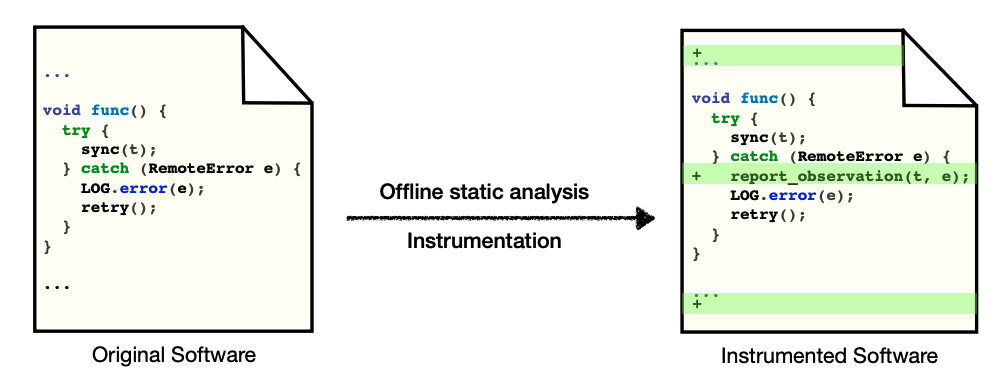 ...
void func() {
try {
sync(t);
} catch (RemoteError e) {
LOG.error(e);
retry();
}
}
...
Original Software
Offline static analysis
Instrumentation
+
...
void func() {
try {
sync(t);
} catch (RemoteError e) {
+ report_observation(t, e);
LOG.error(e);
retry();
}
}
...
+
Instrumented Software